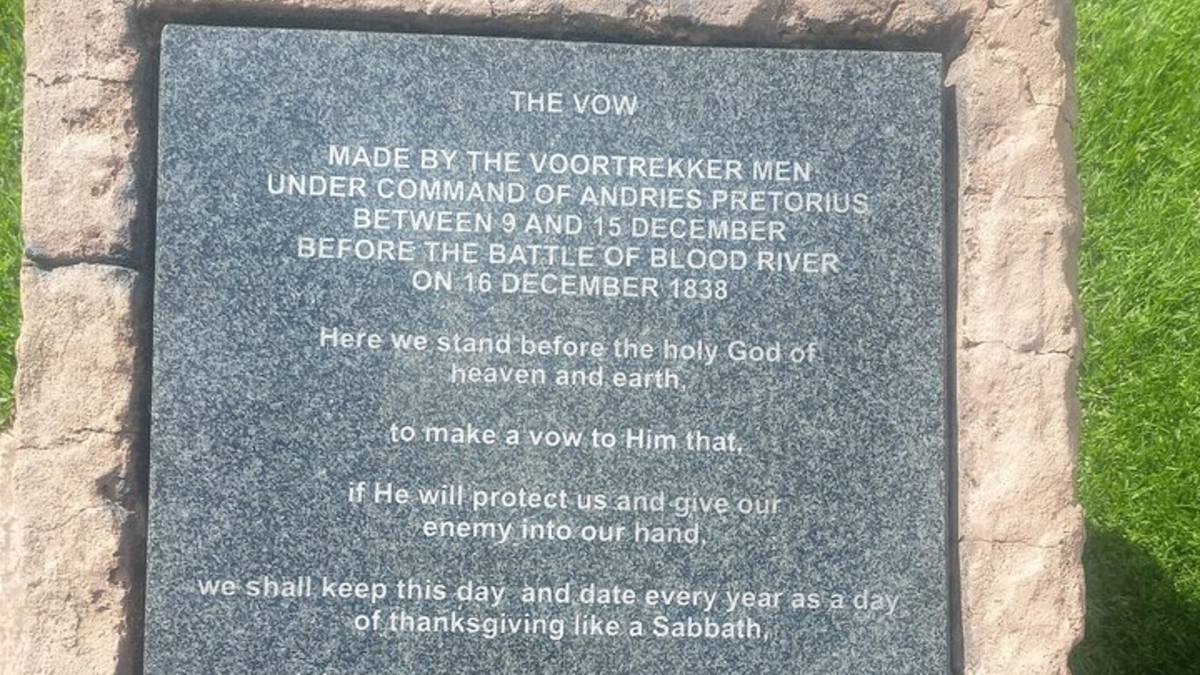 THE VOW
MADE BY THE VOORTREKKER MEN
UNDER COMMAND OF ANDRIES PRETORIUS
BETWEEN 9 AND 15 DECEMBER
BEFORE THE BATTLE OF BLOOD RIVER
ON 16 DECEMBER 1838
Here we stand before the holy God of
heaven and earth,
to make a vow to Him that,
if He will protect us and give our
enemy into our hand,
we shall keep this day and date every year as a day
of thanksgiving like a Sabbath,